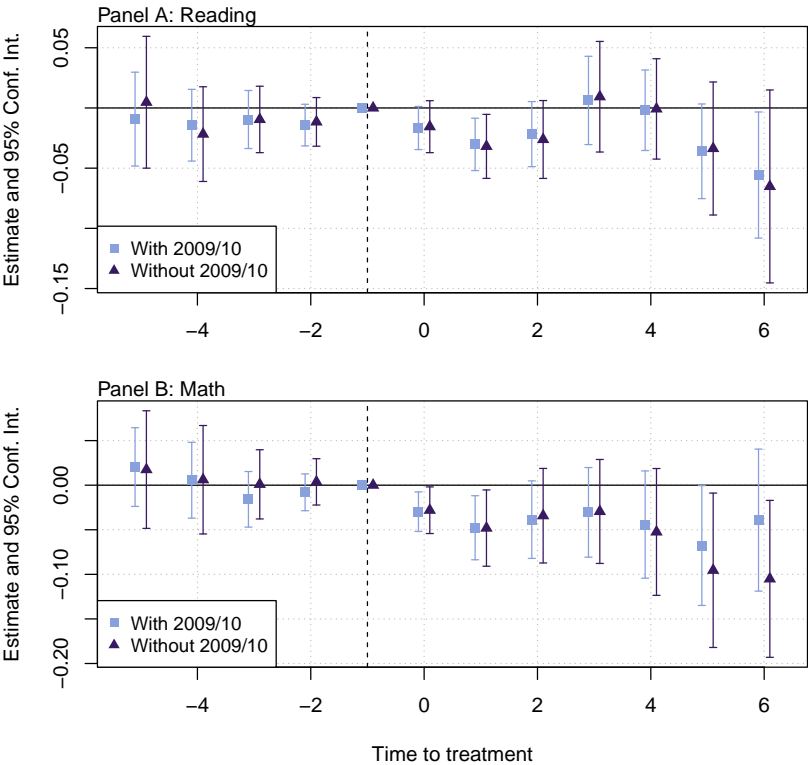 Panel A: Reading
Estimate and 95% Conf. Int.
0.05
−0.05
−0.15
With 2009/10
Without 2009/10
−4 −2 0 2 4 6
Panel B: Math
Estimate and 95% Conf. Int.
0.00
−0.10
−0.20
With 2009/10
Without 2009/10
−4 −2 0 2 4 6
Time to treatment